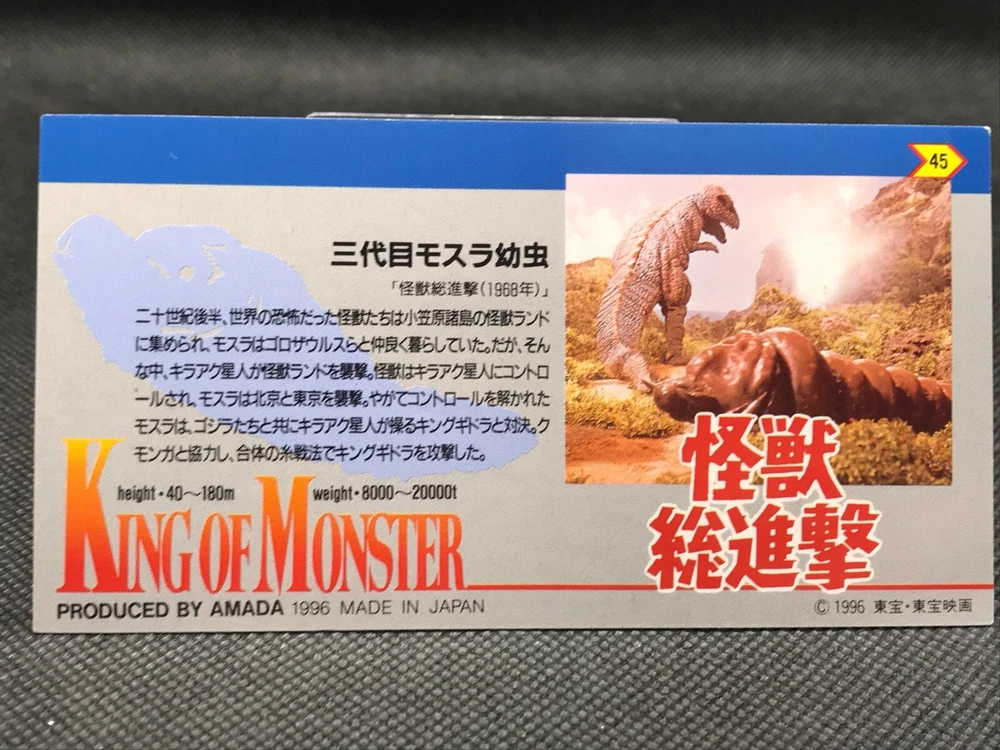 45
三代目モスラ幼虫
「怪獣総進撃(1968年)」
二十世紀後半、世界の恐怖だった怪獣たちは小笠原諸島の怪獣ランド
に集められ、モスラはゴロザウルスらと仲良く暮らしていた。だが、そん
な中、キラアク星人が怪獣ランドを襲撃。怪獣はキラアク星人にコントロ
ールされ、モスラは北京と東京を襲撃。やがてコントロールを解かれた
モスラは、ゴジラたちと共にキラアク星人が操るキングギドラと対決。ク
モンガと協力し、合体の糸戦法でキングギドラを攻撃した。
height・40〜180m weight・8000〜20000t
KING OF MONSTER
怪獣
総進撃
PRODUCED BY AMADA 1996 MADE IN JAPAN
© 1996 東宝・東宝映画